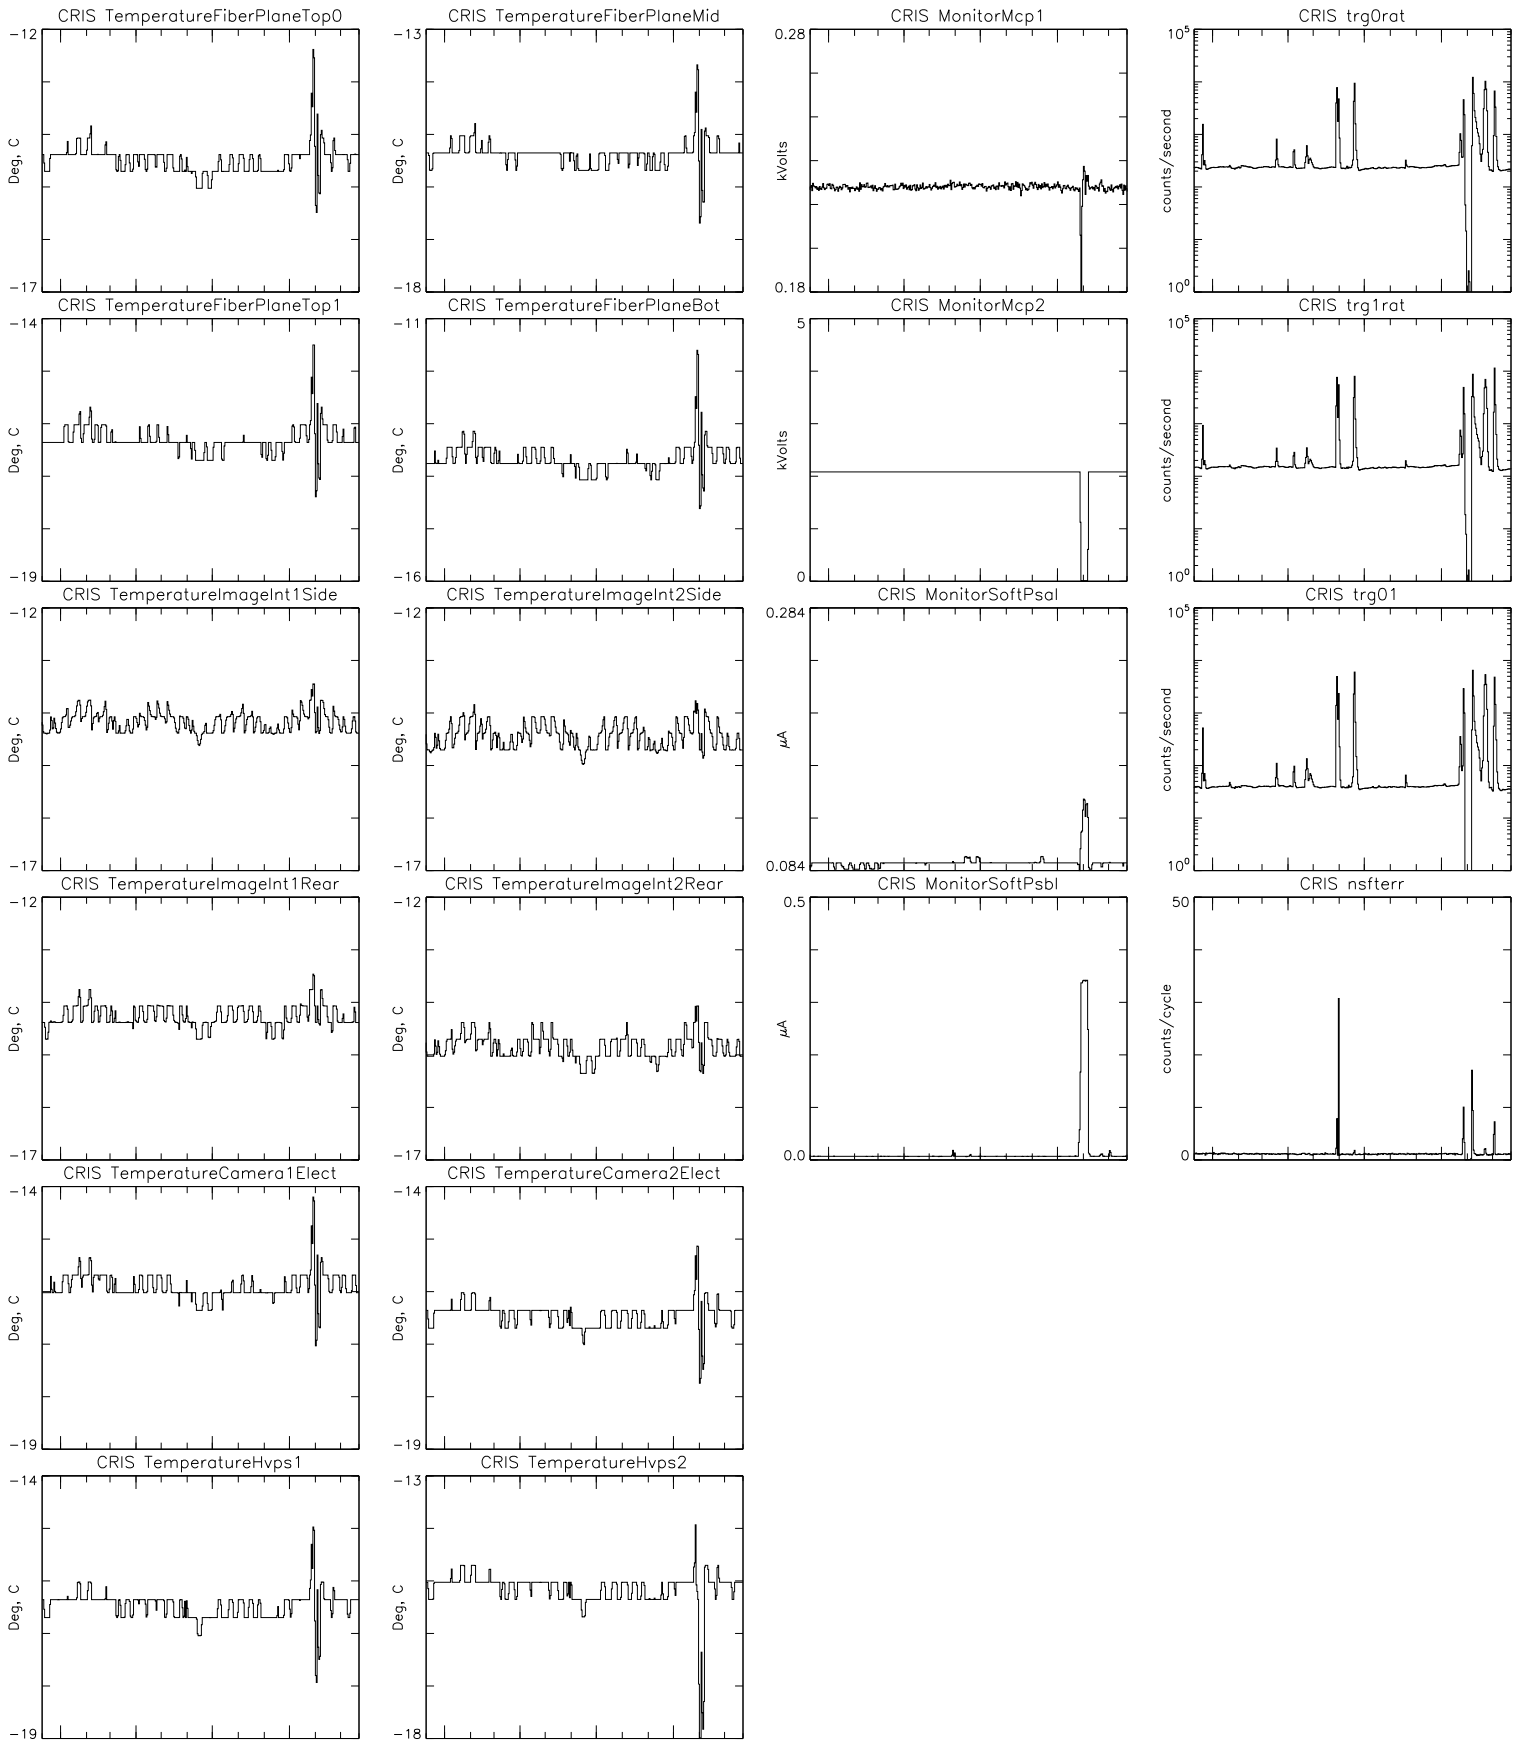 CRIS TemperatureFiberPlaneTop0
−12
Deg, C
−17
CRIS TemperatureFiberPlaneMid
−13
Deg, C
−18
CRIS MonitorMcp1
0.28
kVolts
0.18
CRIS trg0rat
10^5
counts/second
10^0
CRIS TemperatureFiberPlaneTop1
−14
Deg, C
−19
CRIS TemperatureFiberPlaneBot
−11
Deg, C
−16
CRIS MonitorMcp2
5
kVolts
0
CRIS trg1rat
10^5
counts/second
10^0
CRIS TemperatureImageInt1Side
−12
Deg, C
−17
CRIS TemperatureImageInt2Side
−12
Deg, C
−17
CRIS MonitorSoftPsaI
0.284
μA
0.084
CRIS trg01
10^5
counts/second
10^0
CRIS TemperatureImageInt1Rear
−12
Deg, C
−17
CRIS TemperatureImageInt2Rear
−12
Deg, C
−17
CRIS MonitorSoftPsbI
0.5
μA
0.0
CRIS nsfterr
50
counts/cycle
0
CRIS TemperatureCamera1Elect
−14
Deg, C
−19
CRIS TemperatureCamera2Elect
−14
Deg, C
−19
CRIS TemperatureHvps1
−14
Deg, C
−19
CRIS TemperatureHvps2
−13
Deg, C
−18